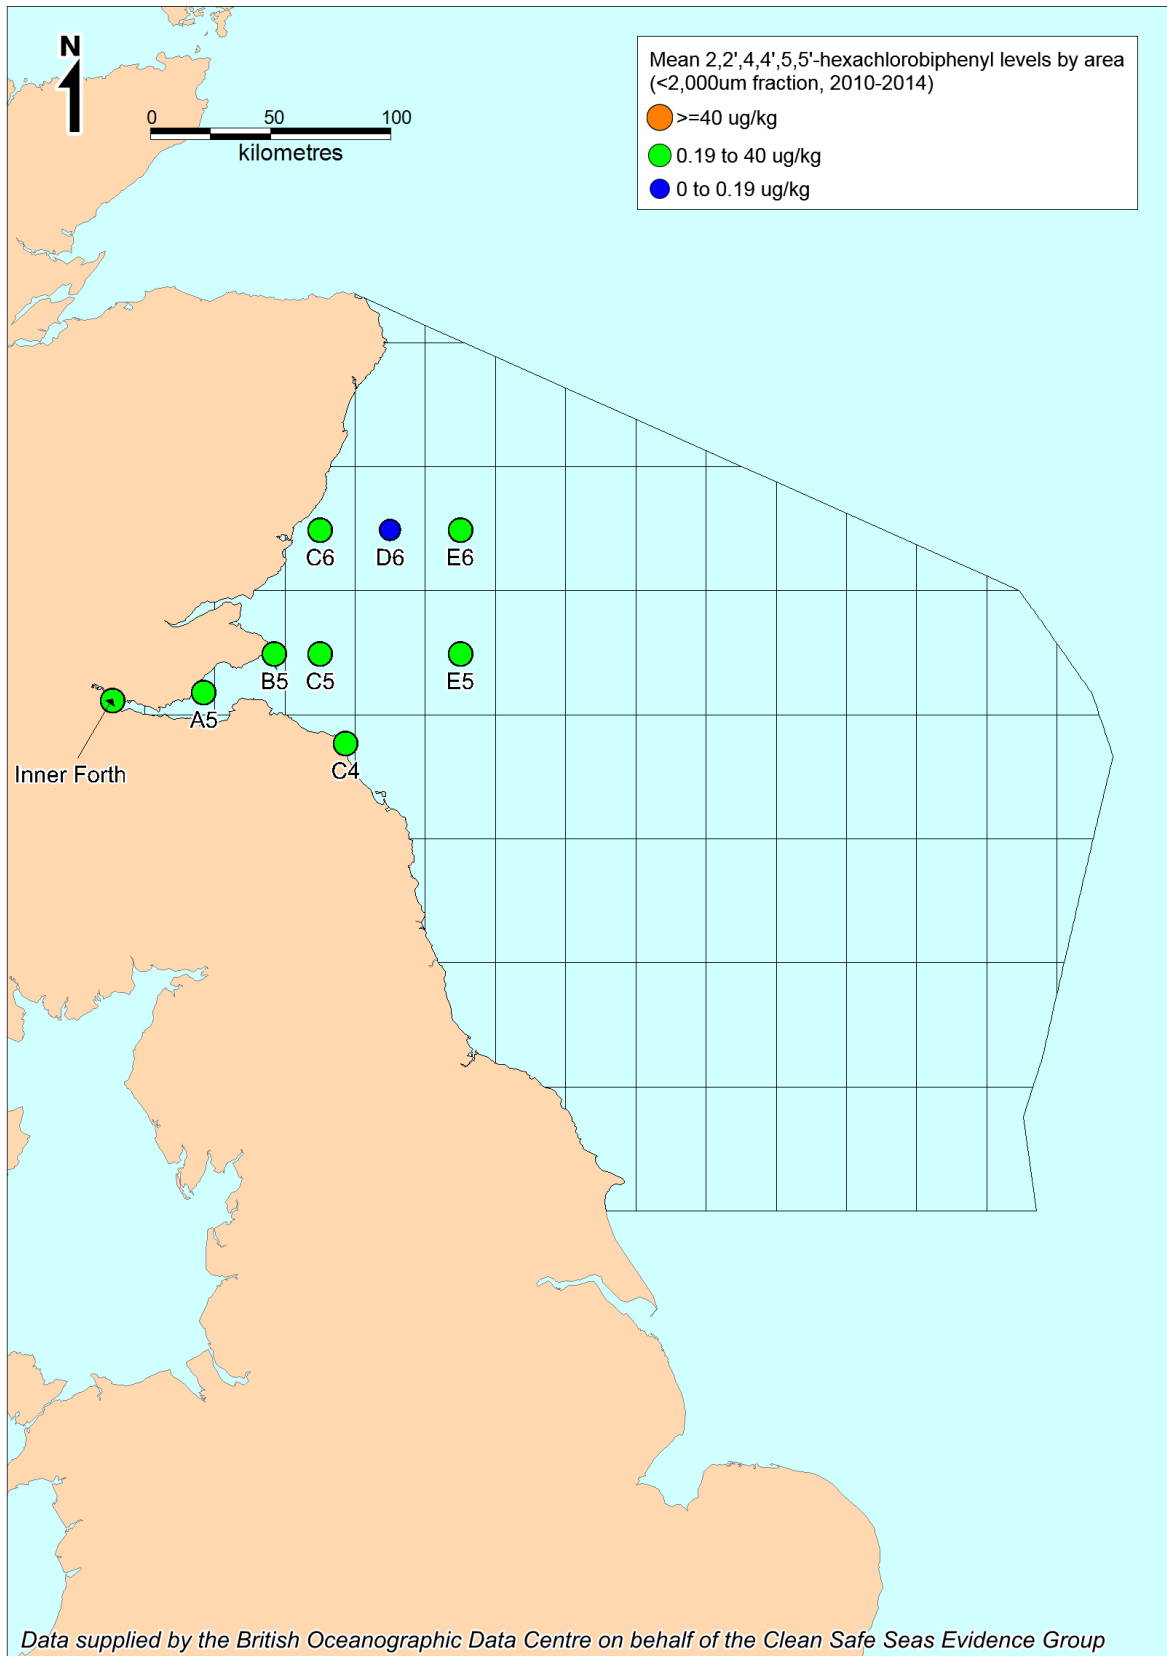 N
0 50 100
kilometres
Mean 2,2',4,4',5,5'-hexachlorobiphenyl levels by area
(<2,000um fraction, 2010-2014)
>=40 ug/kg
0.19 to 40 ug/kg
0 to 0.19 ug/kg
C6 D6 E6
B5 C5 E5
A5
C4
Inner Forth
Data supplied by the British Oceanographic Data Centre on behalf of the Clean Safe Seas Evidence Group